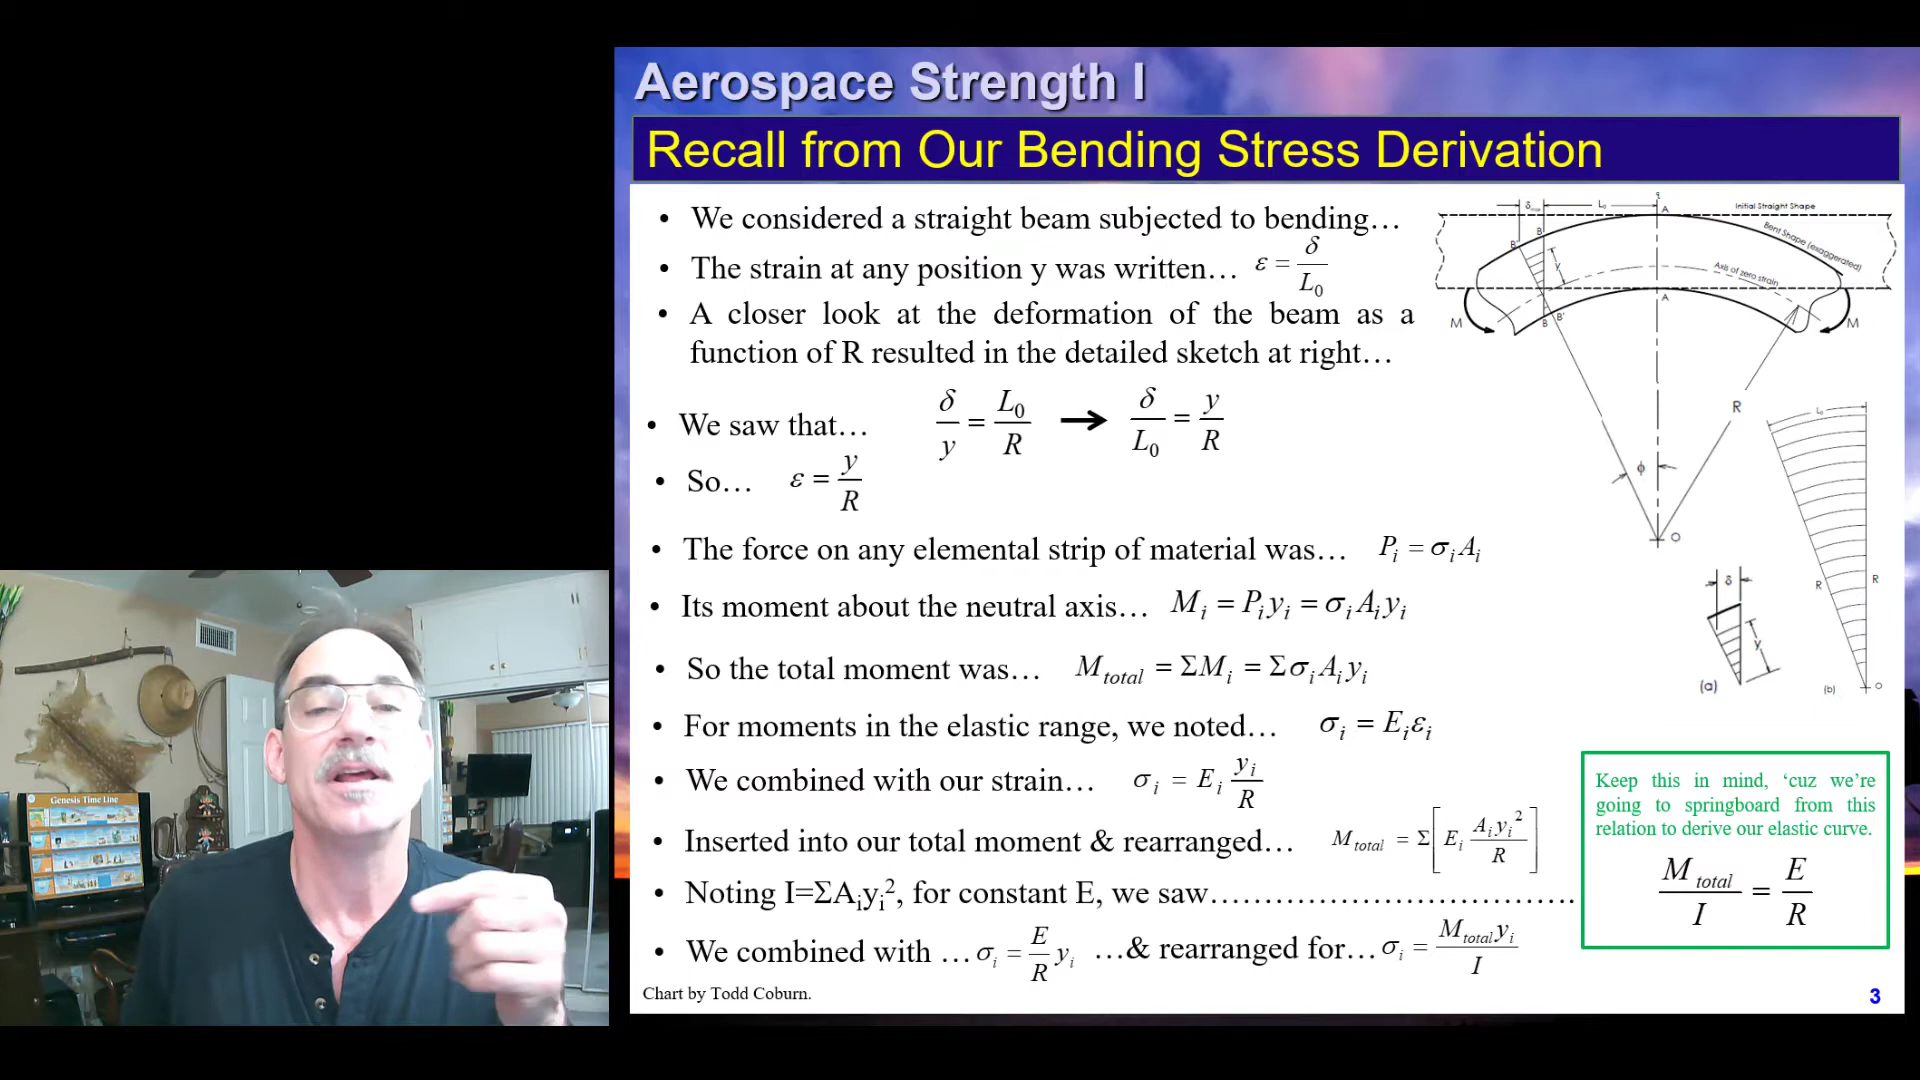 Aerospace Strength I
Recall from Our Bending Stress Derivation
• We considered a straight beam subjected to bending…
• The strain at any position y was written… ε = δ / L₀
• A closer look at the deformation of the beam as a
function of R resulted in the detailed sketch at right…
• We saw that… δ / y = L₀ / R → δ / L₀ = y / R
• So… ε = y / R
• The force on any elemental strip of material was… Pᵢ = σᵢAᵢ
• Its moment about the neutral axis… Mᵢ = Pᵢyᵢ = σᵢAᵢyᵢ
• So the total moment was… M_total = ΣMᵢ = ΣσᵢAᵢyᵢ
• For moments in the elastic range, we noted… σᵢ = Eᵢεᵢ
• We combined with our strain… σᵢ = Eᵢ yᵢ / R
• Inserted into our total moment & rearranged… M_total = Σ[Eᵢ Aᵢyᵢ² / R]
• Noting I=ΣAᵢyᵢ², for constant E, we saw……………………………
• We combined with … σᵢ = E / R yᵢ …& rearranged for… σᵢ = M_total yᵢ / I
Chart by Todd Coburn.
℄
δmax
L₀
A
Initial Straight Shape
Bent Shape (exaggerated)
B'
B
y
Axis of zero strain
A
M
B
B'
M
R
ϕ
O
L₀
δ
R
R
y
(a)
(b)
O
Keep this in mind, ‘cuz we’re
going to springboard from this
relation to derive our elastic curve.
M_total / I = E / R
3
Genesis Time Line